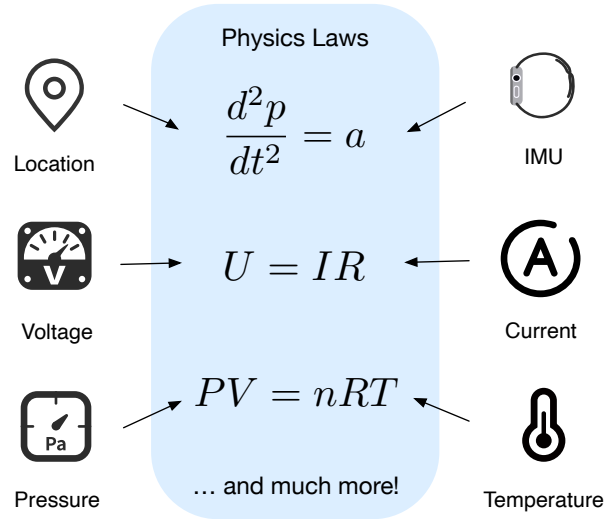 Physics Laws
d²p/dt² = a
Location
IMU
V
U = IR
A
Voltage
Current
PV = nRT
Pa
Pressure
Temperature
… and much more!